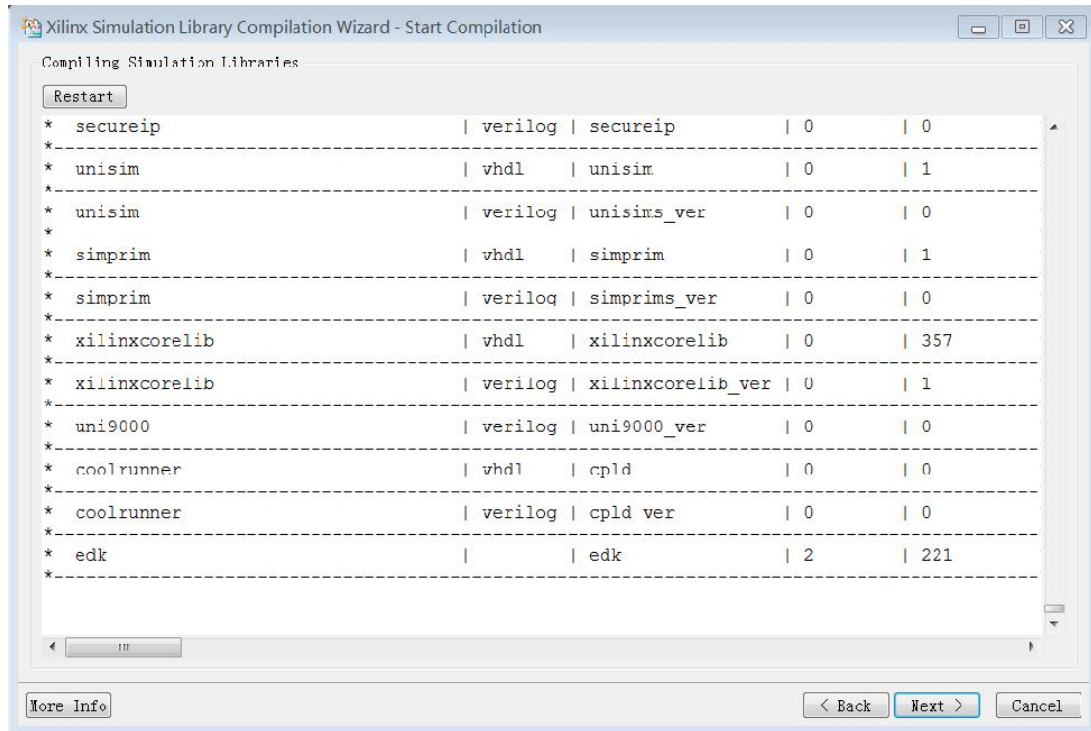 Xilinx Simulation Library Compilation Wizard - Start Compilation
Compiling Simulation Libraries
Restart
* secureip | verilog | secureip | 0 | 0
*--------------------------------------------------
* unisim | vhdl | unisim | 0 | 1
*--------------------------------------------------
* unisim | verilog | unisims_ver | 0 | 0
*
* simprim | vhdl | simprim | 0 | 1
*--------------------------------------------------
* simprim | verilog | simprims_ver | 0 | 0
*--------------------------------------------------
* xilinxcorelib | vhdl | xilinxcorelib | 0 | 357
*--------------------------------------------------
* xilinxcorelib | verilog | xilinxcorelib_ver | 0 | 1
*--------------------------------------------------
* uni9000 | verilog | uni9000_ver | 0 | 0
*--------------------------------------------------
* coolrunner | vhdl | cpld | 0 | 0
*--------------------------------------------------
* coolrunner | verilog | cpld ver | 0 | 0
*--------------------------------------------------
* edk | | edk | 2 | 221
*--------------------------------------------------
More Info < Back Next > Cancel